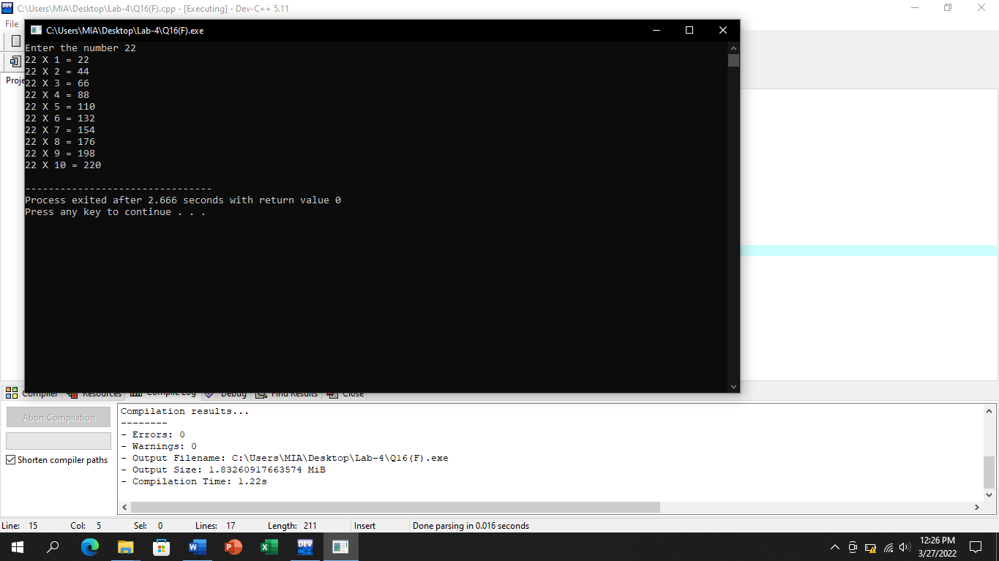 C:\Users\MIA\Desktop\Lab-4\Q16(F).cpp - [Executing] - Dev-C++ 5.11
File
C:\Users\MIA\Desktop\Lab-4\Q16(F).exe
Enter the number 22
22 X 1 = 22
22 X 2 = 44
22 X 3 = 66
22 X 4 = 88
22 X 5 = 110
22 X 6 = 132
22 X 7 = 154
22 X 8 = 176
22 X 9 = 198
22 X 10 = 220
--------------------------------
Process exited after 2.666 seconds with return value 0
Press any key to continue . . .
Proje
Compiler Resources Compile Log Debug Find Results Close
Abort Compilation
Shorten compiler paths
Compilation results...
--------
- Errors: 0
- Warnings: 0
- Output Filename: C:\Users\MIA\Desktop\Lab-4\Q16(F).exe
- Output Size: 1.83260917663574 MiB
- Compilation Time: 1.22s
Line: 15 Col: 5 Sel: 0 Lines: 17 Length: 211 Insert Done parsing in 0.016 seconds
DEV C++
12:26 PM
3/27/2022